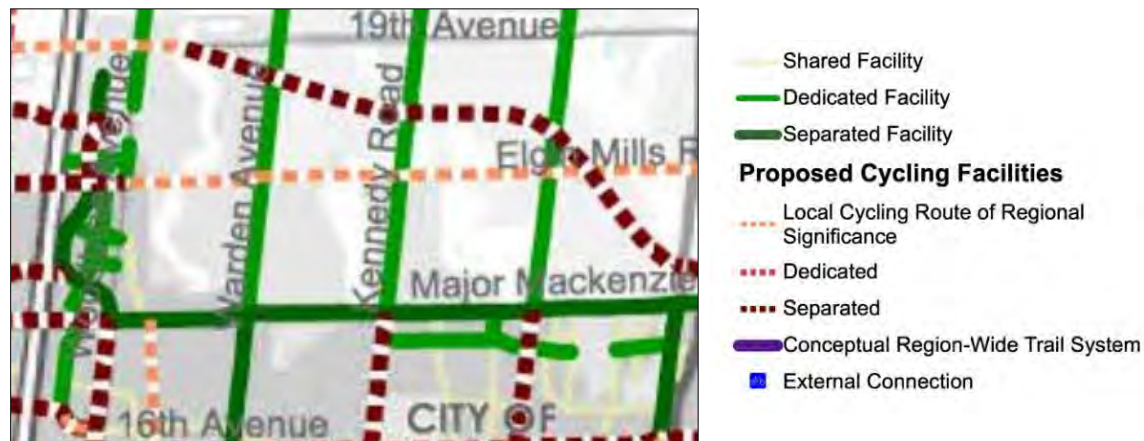 19th Avenue
Warden Avenue
Kennedy Road
Major Mackenzie
16th Avenue
CITY OF
Shared Facility
Dedicated Facility
Separated Facility
Proposed Cycling Facilities
Local Cycling Route of Regional
Significance
Dedicated
Separated
Conceptual Region-Wide Trail System
External Connection